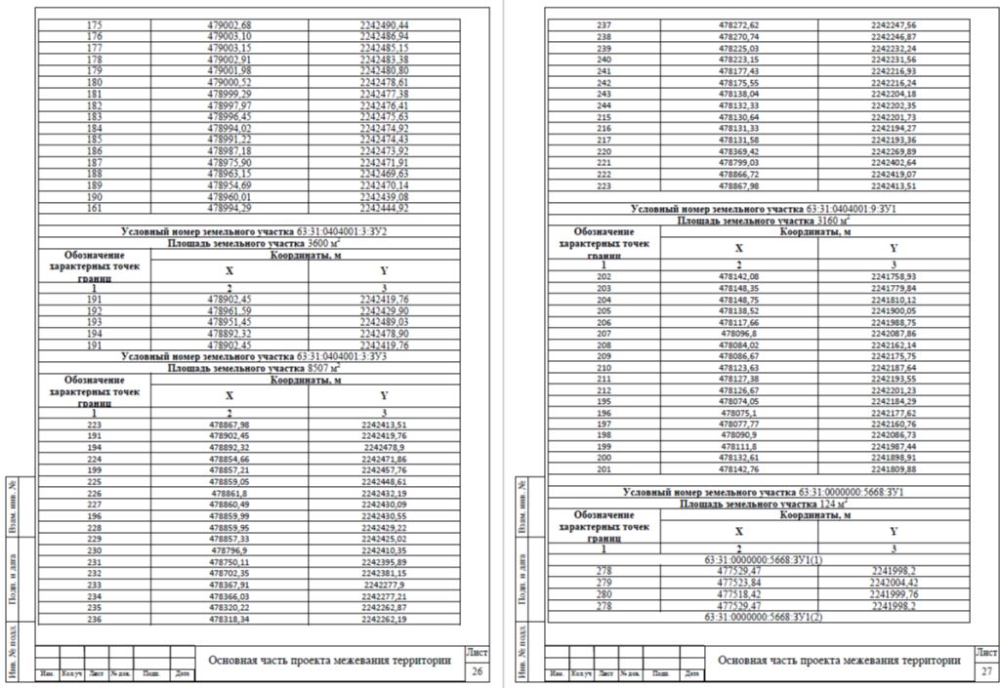 175 479002,68 2242490,44
176 479003,10 2242486,94
177 479003,15 2242485,15
178 479002,91 2242483,38
179 479001,98 2242480,80
180 479000,52 2242478,61
181 478999,29 2242477,38
182 478997,97 2242476,41
183 478996,45 2242475,63
184 478994,02 2242474,92
185 478991,22 2242474,43
186 478987,18 2242473,92
187 478975,90 2242471,91
188 478963,15 2242469,63
189 478954,69 2242470,14
190 478960,01 2242439,08
161 478994,29 2242444,92
Условный номер земельного участка 63:31:0404001:3:ЗУ2
Площадь земельного участка 3600 м²
Обозначение характерных точек границ Координаты, м
X Y
1 2 3
191 478902,45 2242419,76
192 478961,59 2242429,90
193 478951,45 2242489,03
194 478892,32 2242478,90
191 478902,45 2242419,76
Условный номер земельного участка 63:31:0404001:3:ЗУ3
Площадь земельного участка 8507 м²
Обозначение характерных точек границ Координаты, м
X Y
1 2 3
223 478867,98 2242413,51
191 478902,45 2242419,76
194 478892,32 2242478,9
224 478854,66 2242471,86
199 478857,21 2242457,76
225 478859,05 2242448,61
226 478861,8 2242432,19
227 478860,49 2242430,09
196 478859,99 2242430,55
228 478859,95 2242429,22
229 478857,33 2242425,02
230 478796,9 2242410,35
231 478750,11 2242395,89
232 478702,35 2242381,15
233 478367,91 2242277,9
234 478366,03 2242277,21
235 478320,22 2242262,87
236 478318,34 2242262,19
Взам. инв. №
Подп. и дата
Инв. № подл.
Изм. Кол.уч Лист № док. Подп. Дата
Основная часть проекта межевания территории
Лист
26
237 478272,62 2242247,56
238 478270,74 2242246,87
239 478225,03 2242232,24
240 478223,15 2242231,56
241 478177,43 2242216,93
242 478175,55 2242216,24
243 478138,04 2242204,18
244 478132,33 2242202,35
215 478130,64 2242201,73
216 478131,33 2242194,27
217 478131,58 2242193,36
220 478369,42 2242269,89
221 478799,03 2242402,64
222 478866,72 2242419,07
223 478867,98 2242413,51
Условный номер земельного участка 63:31:0404001:9:ЗУ1
Площадь земельного участка 3160 м²
Обозначение характерных точек границ Координаты, м
X Y
1 2 3
202 478142,08 2241758,93
203 478148,35 2241779,84
204 478148,75 2241810,12
205 478138,52 2241900,05
206 478117,66 2241988,75
207 478096,8 2242087,86
208 478084,02 2242162,14
209 478086,67 2242175,75
210 478123,63 2242187,64
211 478127,38 2242193,55
212 478126,67 2242201,23
195 478074,05 2242184,29
196 478075,1 2242177,62
197 478077,77 2242160,76
198 478090,9 2242086,73
199 478111,8 2241987,44
200 478132,61 2241898,91
201 478142,76 2241809,88
Условный номер земельного участка 63:31:0000000:5668:ЗУ1
Площадь земельного участка 124 м²
Обозначение характерных точек границ Координаты, м
X Y
1 2 3
63:31:0000000:5668:ЗУ1(1)
278 477529,47 2241998,2
279 477523,84 2242004,42
280 477518,42 2241999,76
278 477529,47 2241998,2
63:31:0000000:5668:ЗУ1(2)
Взам. инв. №
Подп. и дата
Инв. № подл.
Изм. Кол.уч Лист № док. Подп. Дата
Основная часть проекта межевания территории
Лист
27